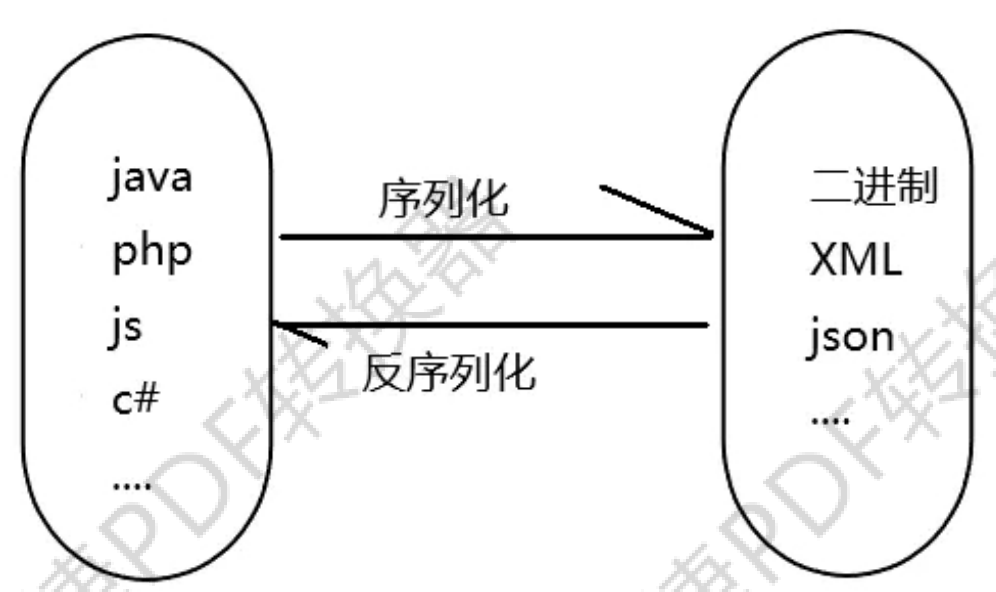 java
php
js
c#
....
序列化
反序列化
二进制
XML
json
....
PDF转换器
PDF转换